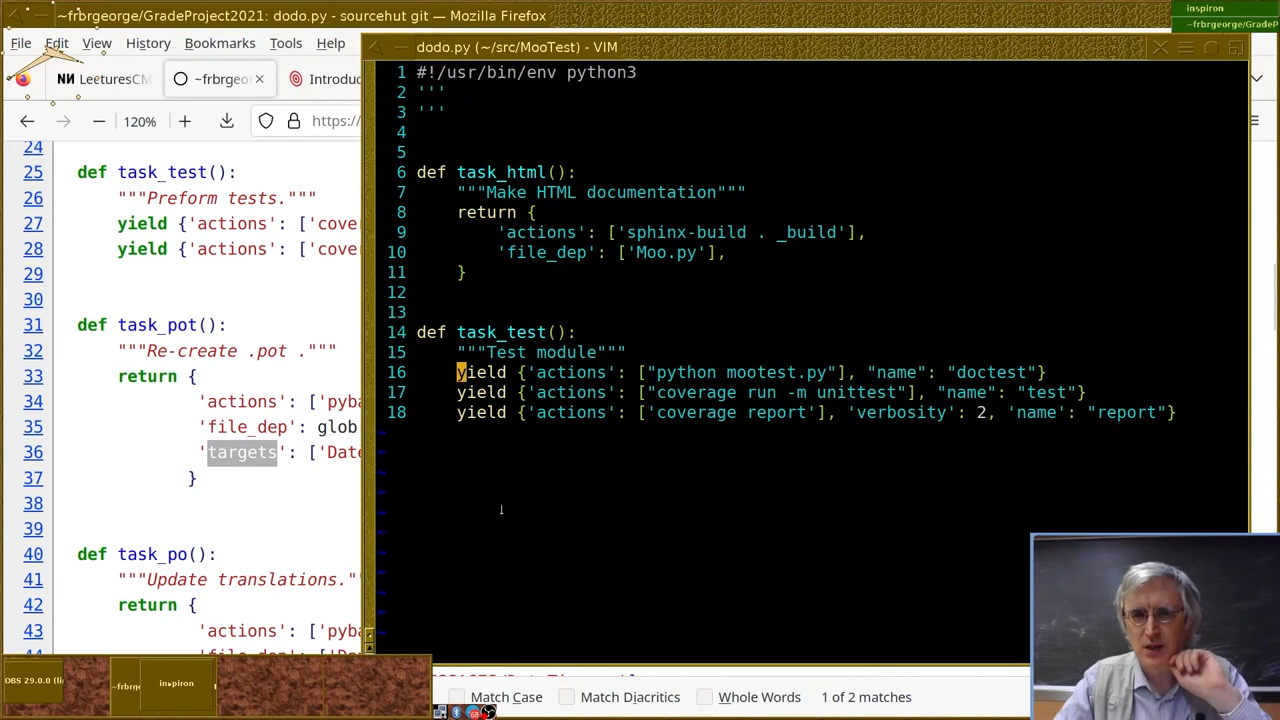 ~frbrgeorge/GradeProject2021: dodo.py - sourcehut git) — Mozilla Firefox
inspiron
~frbrgeorge/GradeP
File Edit View History Bookmarks Tools Help
LecturesCM
~frbrgeo
Introduc
120%
https://
24
25 def task_test():
26 """Preform tests."""
27 yield {'actions': ['cove
28 yield {'actions': ['cove
29
30
31 def task_pot():
32 """Re-create .pot ."""
33 return {
34 'actions': ['pyba
35 'file_dep': glob
36 'targets': ['Date
37 }
38
39
40 def task_po():
41 """Update translations."
42 return {
43 'actions': ['pyba
dodo.py (~/src/MooTest) - VIM
1 #!/usr/bin/env python3
2 '''
3 '''
4
5
6 def task_html():
7 """Make HTML documentation"""
8 return {
9 'actions': ['sphinx-build . _build'],
10 'file_dep': ['Moo.py'],
11 }
12
13
14 def task_test():
15 """Test module"""
16 yield {'actions': ["python mootest.py"], "name": "doctest"}
17 yield {'actions': ["coverage run -m unittest"], "name": "test"}
18 yield {'actions': ['coverage report'], 'verbosity': 2, 'name': "report"}
~
~
~
~
~
~
~
~
~
~
~
Match Case Match Diacritics Whole Words 1 of 2 matches
OBS 29.0.0 (li
~frbrge
inspiron
68